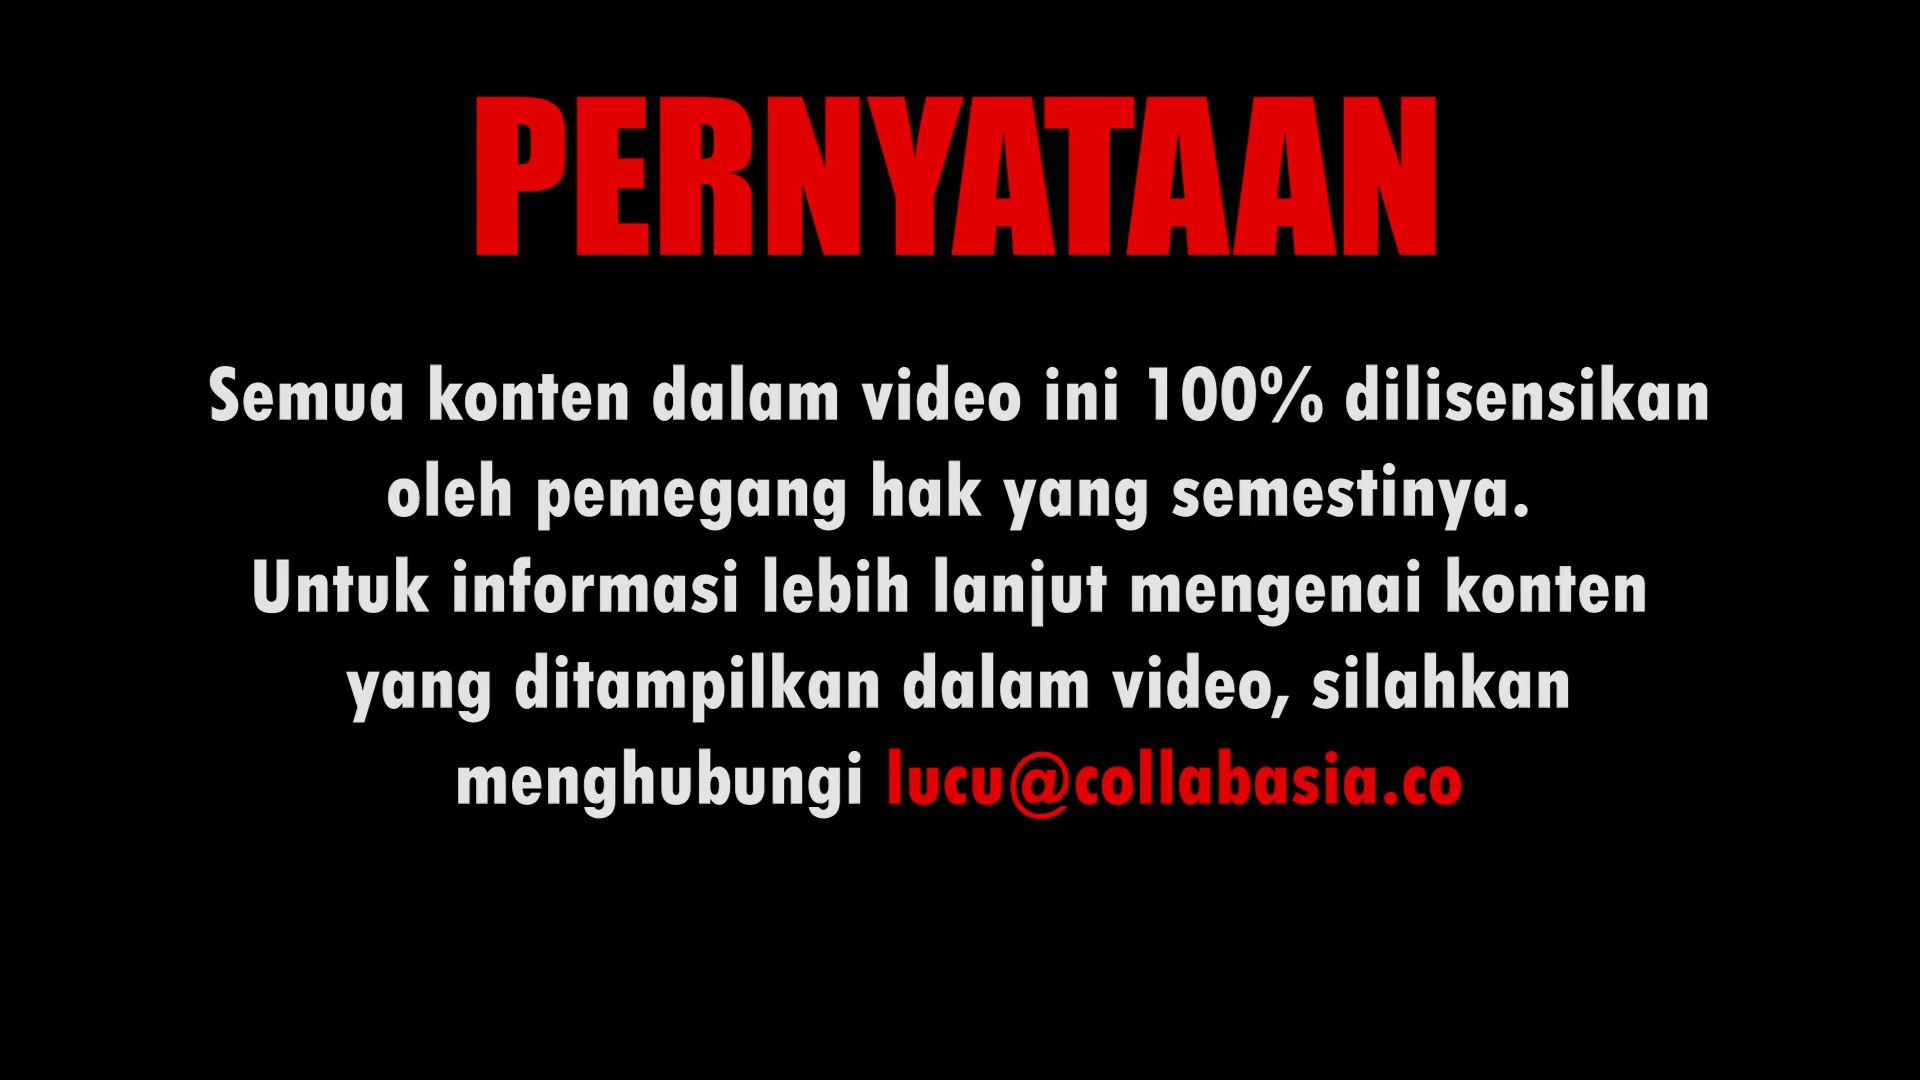 PERNYATAAN
Semua konten dalam video ini 100% dilisensikan
oleh pemegang hak yang semestinya.
Untuk informasi lebih lanjut mengenai konten
yang ditampilkan dalam video, silahkan
menghubungi lucu@collabasia.co